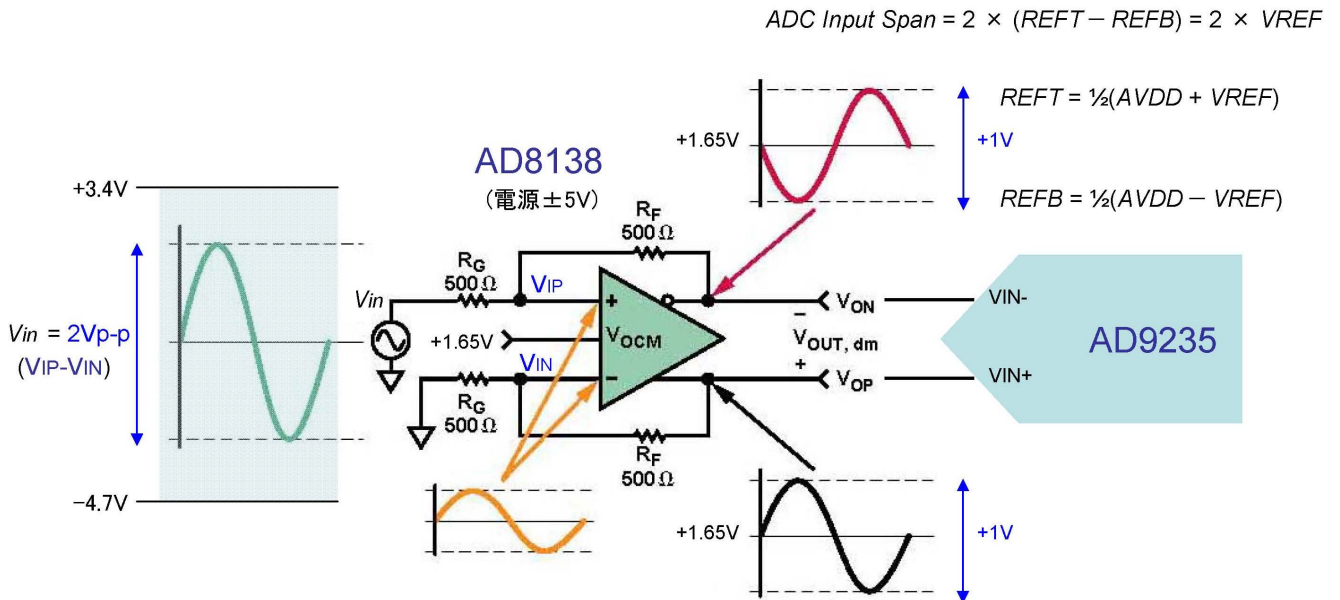 ADC Input Span = 2 × (REFT − REFB) = 2 × VREF
REFT = ½(AVDD + VREF)
+1.65V
+1V
REFB = ½(AVDD − VREF)
AD8138
(電源±5V)
+3.4V
Vin = 2Vp-p
(VIP-VIN)
−4.7V
RF
500Ω
RG
500Ω
VIP
Vin
+
+1.65V
VOCM
VIN
−
RG
500Ω
RF
500Ω
VON
−
VOUT, dm
+
VOP
VIN-
AD9235
VIN+
+1.65V
+1V